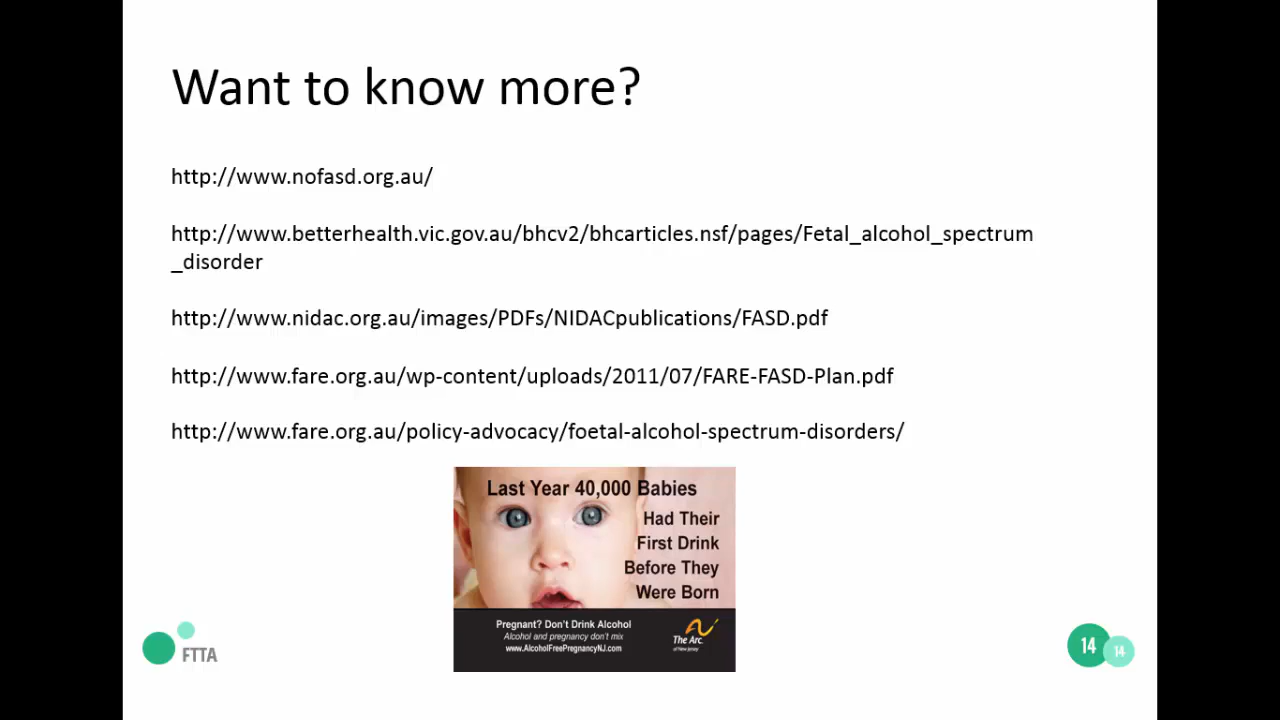 Want to know more?
http://www.nofasd.org.au/
http://www.betterhealth.vic.gov.au/bhcv2/bhcarticles.nsf/pages/Fetal_alcohol_spectrum
_disorder
http://www.nidac.org.au/images/PDFs/NIDACpublications/FASD.pdf
http://www.fare.org.au/wp-content/uploads/2011/07/FARE-FASD-Plan.pdf
http://www.fare.org.au/policy-advocacy/foetal-alcohol-spectrum-disorders/
Last Year 40,000 Babies
Had Their
First Drink
Before They
Were Born
Pregnant? Don't Drink Alcohol
Alcohol and pregnancy don't mix
www.AlcoholFreePregnancyNJ.com
The Arc.
of New Jersey
FTTA
14
14